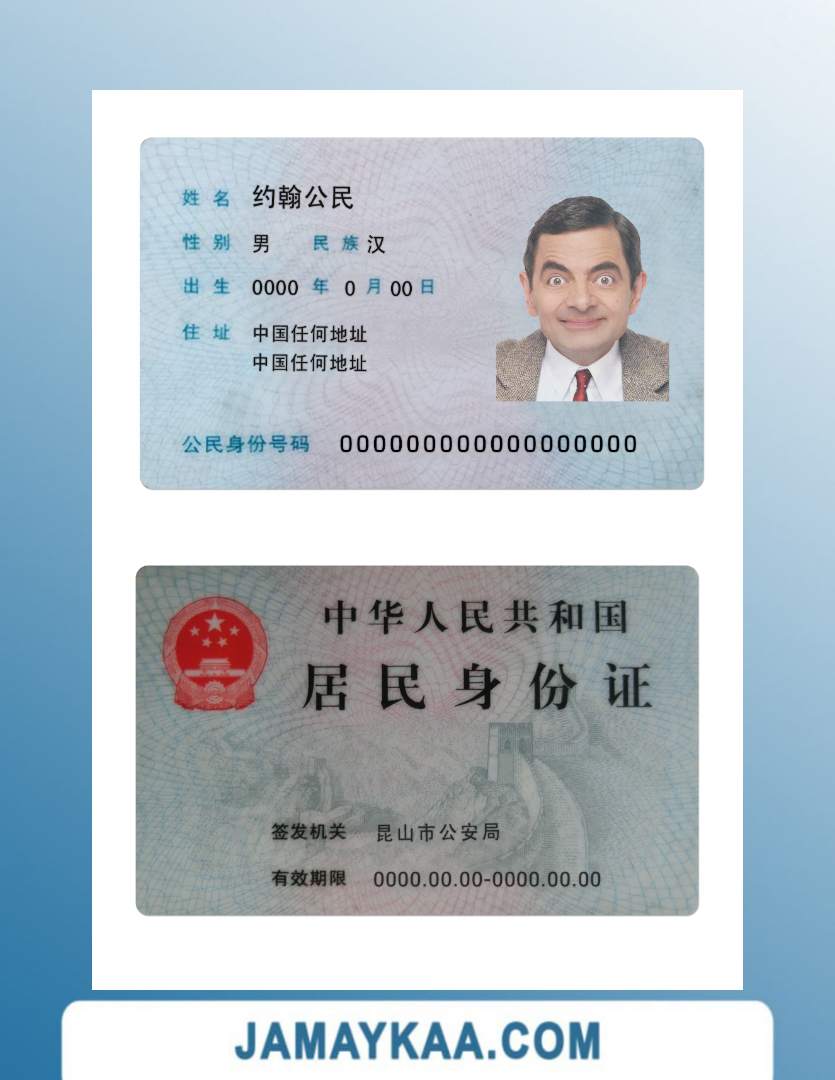 姓名 约翰公民
性别 男 民族 汉
出生 0000 年 0 月 00 日
住址 中国任何地址
中国任何地址
公民身份号码 000000000000000000
中华人民共和国
居民身份证
签发机关 昆山市公安局
有效期限 0000.00.00-0000.00.00
JAMAYKAA.COM